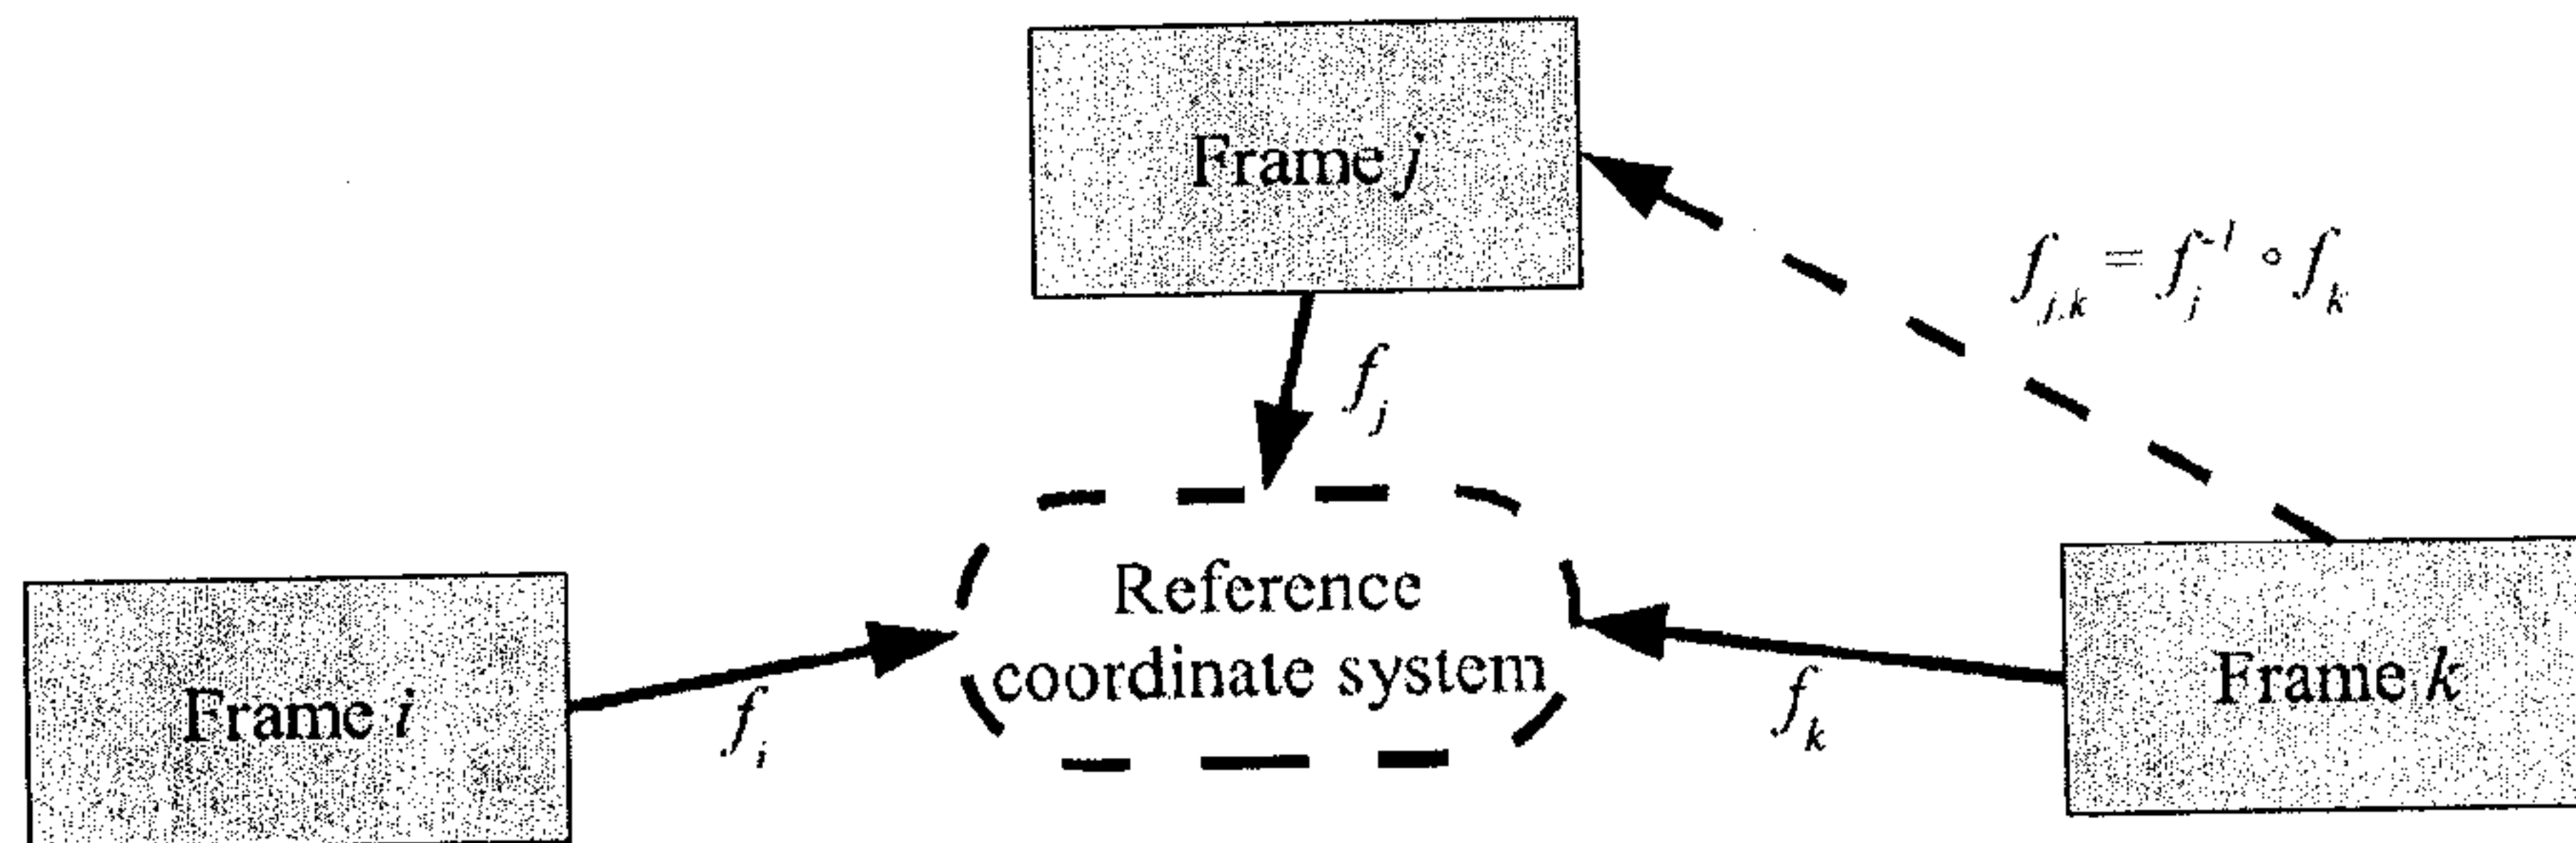 Frame j
f_{j,k} = f_j^{-1} ∘ f_k
f_j
Reference
coordinate system
Frame i
f_i
f_k
Frame k